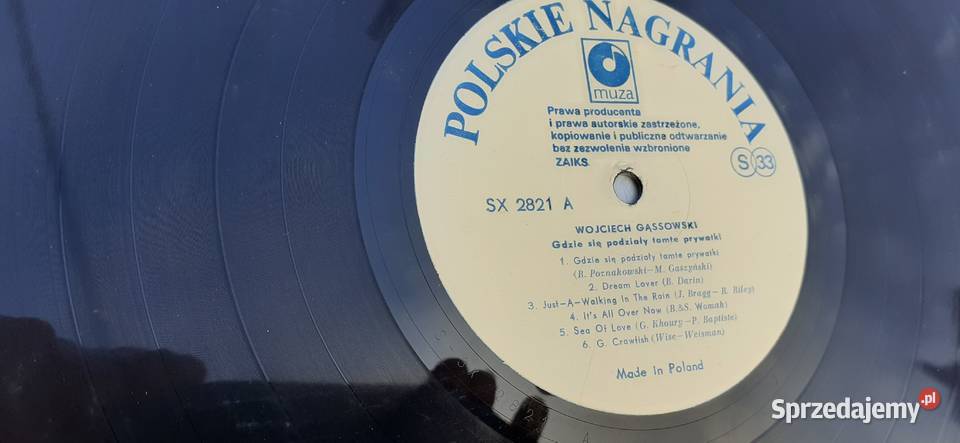 POLSKIE NAGRANIA
muza
Prawa producenta
i prawa autorskie zastrzeżone,
kopiowanie i publiczne odtwarzanie
bez zezwolenia wzbronione
ZAIKS
S 33
SX 2821 A
WOJCIECH GĄSSOWSKI
Gdzie się podziały tamte prywatki
1. Gdzie się podziały tamte prywatki
(R. Poznakowski—M. Gaszyński)
2. Dream Lover (B. Darin)
3. Just—A—Walking In The Rain (J. Bragg—R. Riley)
4. It's All Over Now (B.&S. Womah)
5. Sea Of Love (G. Khoury—P. Baptiste)
6. G. Crawfish (Wise—Weisman)
Made in Poland
Sprzedajemy.pl